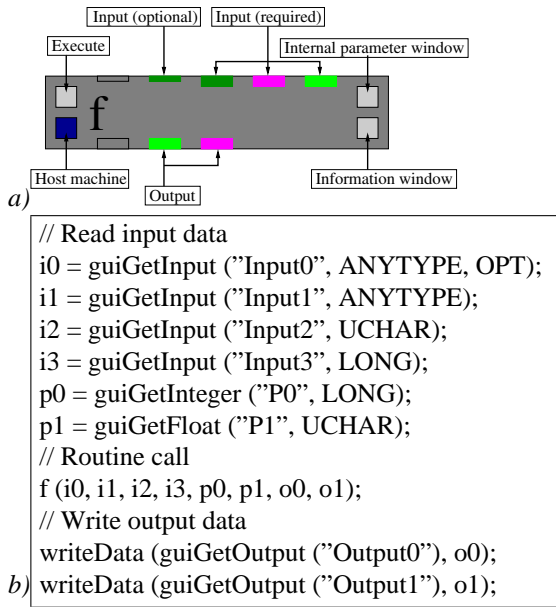 Input (optional) Input (required)
Execute Internal parameter window
f
Host machine Information window
Output
a)
// Read input data
i0 = guiGetInput (”Input0”, ANYTYPE, OPT);
i1 = guiGetInput (”Input1”, ANYTYPE);
i2 = guiGetInput (”Input2”, UCHAR);
i3 = guiGetInput (”Input3”, LONG);
p0 = guiGetInteger (”P0”, LONG);
p1 = guiGetFloat (”P1”, UCHAR);
// Routine call
f (i0, i1, i2, i3, p0, p1, o0, o1);
// Write output data
writeData (guiGetOutput (”Output0”), o0);
b) writeData (guiGetOutput (”Output1”), o1);